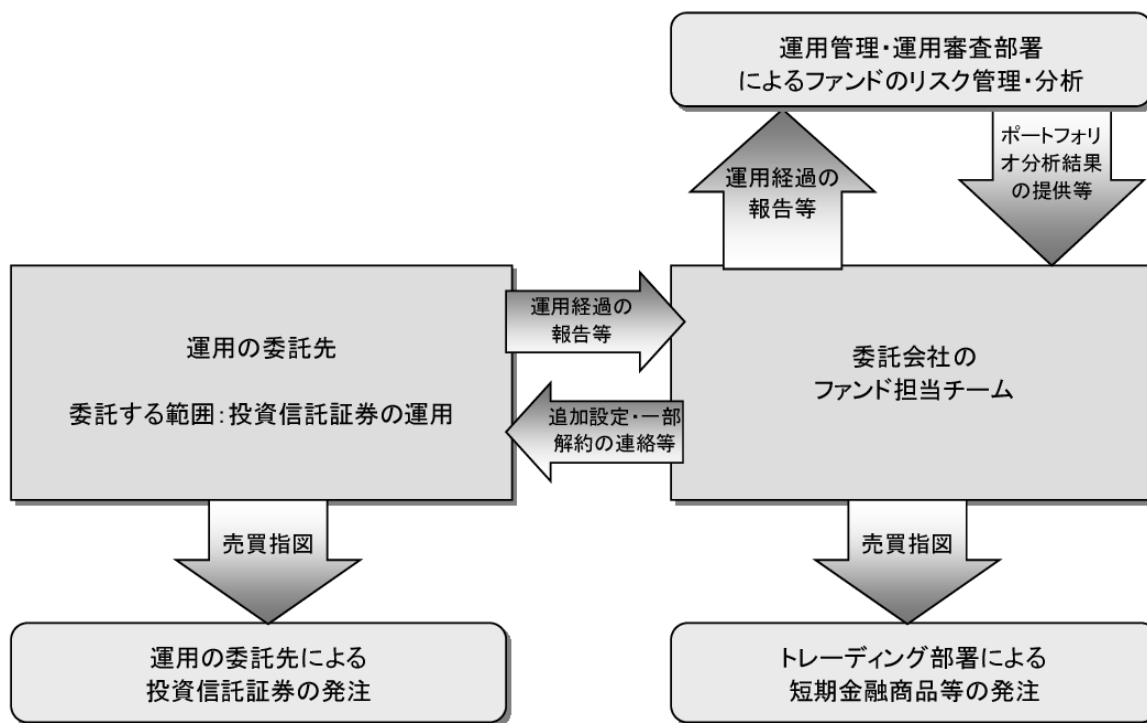 運用管理・運用審査部署
によるファンドのリスク管理・分析
運用経過の
報告等
ポートフォリ
オ分析結果
の提供等
運用の委託先
委託する範囲：投資信託証券の運用
運用経過の
報告等
追加設定・一部
解約の連絡等
委託会社の
ファンド担当チーム
売買指図
売買指図
運用の委託先による
投資信託証券の発注
トレーディング部署による
短期金融商品等の発注